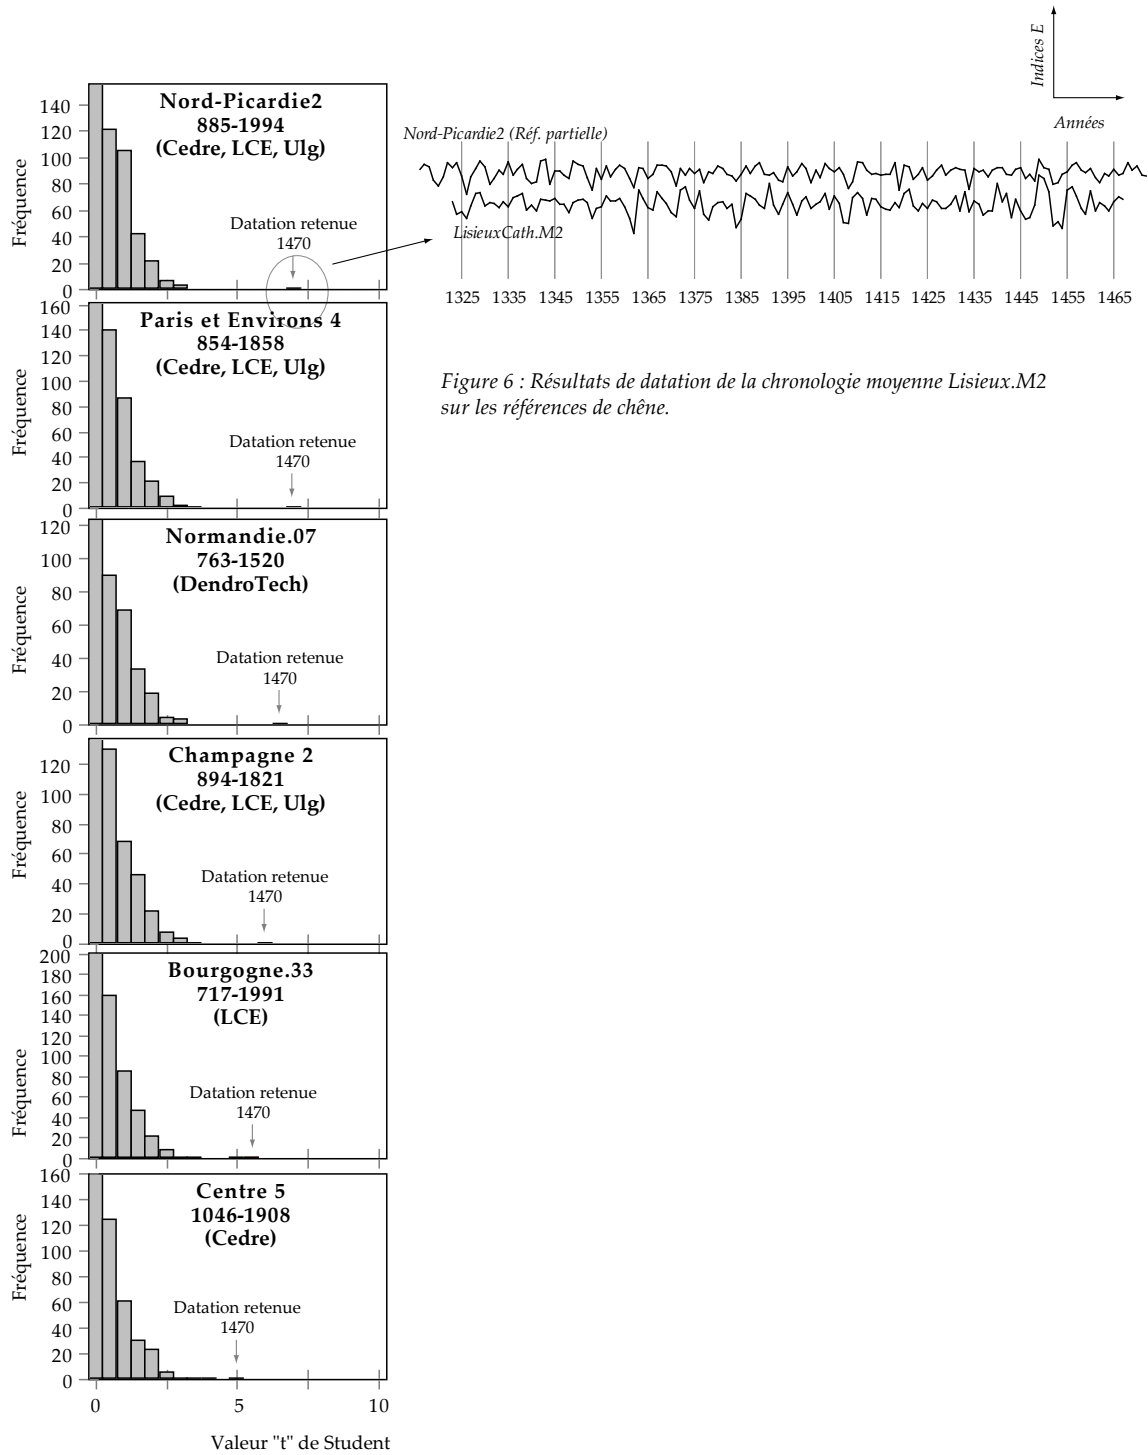 Indices E
Années
Fréquence
140
120
100
80
60
40
20
0
Nord-Picardie2
885-1994
(Cedre, LCE, Ulg)
Datation retenue
1470
Nord-Picardie2 (Réf. partielle)
LisieuxCath.M2
1325 1335 1345 1355 1365 1375 1385 1395 1405 1415 1425 1435 1445 1455 1465
Figure 6 : Résultats de datation de la chronologie moyenne Lisieux.M2
sur les références de chêne.
Fréquence
160
140
120
100
80
60
40
20
0
Paris et Environs 4
854-1858
(Cedre, LCE, Ulg)
Datation retenue
1470
Fréquence
120
100
80
60
40
20
0
Normandie.07
763-1520
(DendroTech)
Datation retenue
1470
Fréquence
120
100
80
60
40
20
0
Champagne 2
894-1821
(Cedre, LCE, Ulg)
Datation retenue
1470
Fréquence
200
180
160
140
120
100
80
60
40
20
0
Bourgogne.33
717-1991
(LCE)
Datation retenue
1470
Fréquence
160
140
120
100
80
60
40
20
0
Centre 5
1046-1908
(Cedre)
Datation retenue
1470
0 5 10
Valeur "t" de Student